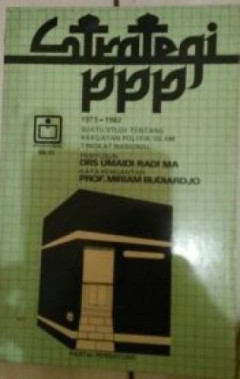 Strategi
PPP
1973-1982
SUATU STUDI TENTANG
KEKUATAN POLITIK ISLAM
TINGKAT NASIONAL
PENYUSUN
DRS UMAIDI RADI MA
KATA PENGANTAR
PROF. MIRIAM BUDIARDJO